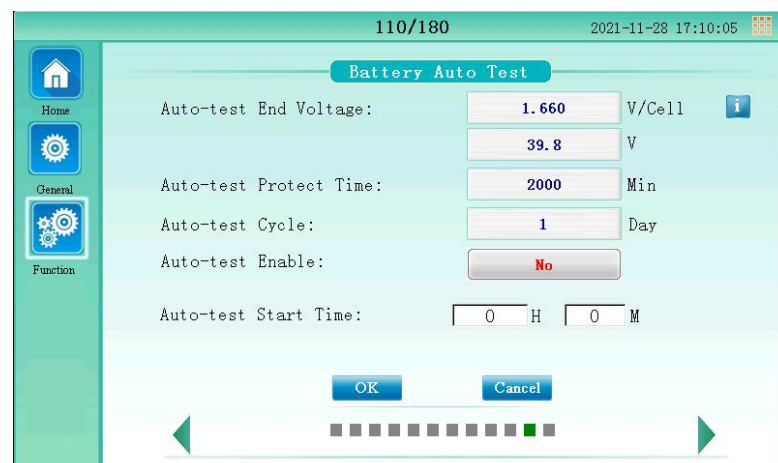 110/180 2021-11-28 17:10:05
Battery Auto Test
Home
Auto-test End Voltage: 1.660 V/Cell i
39.8 V
General
Auto-test Protect Time: 2000 Min
Auto-test Cycle: 1 Day
Function
Auto-test Enable: No
Auto-test Start Time: 0 H 0 M
OK Cancel